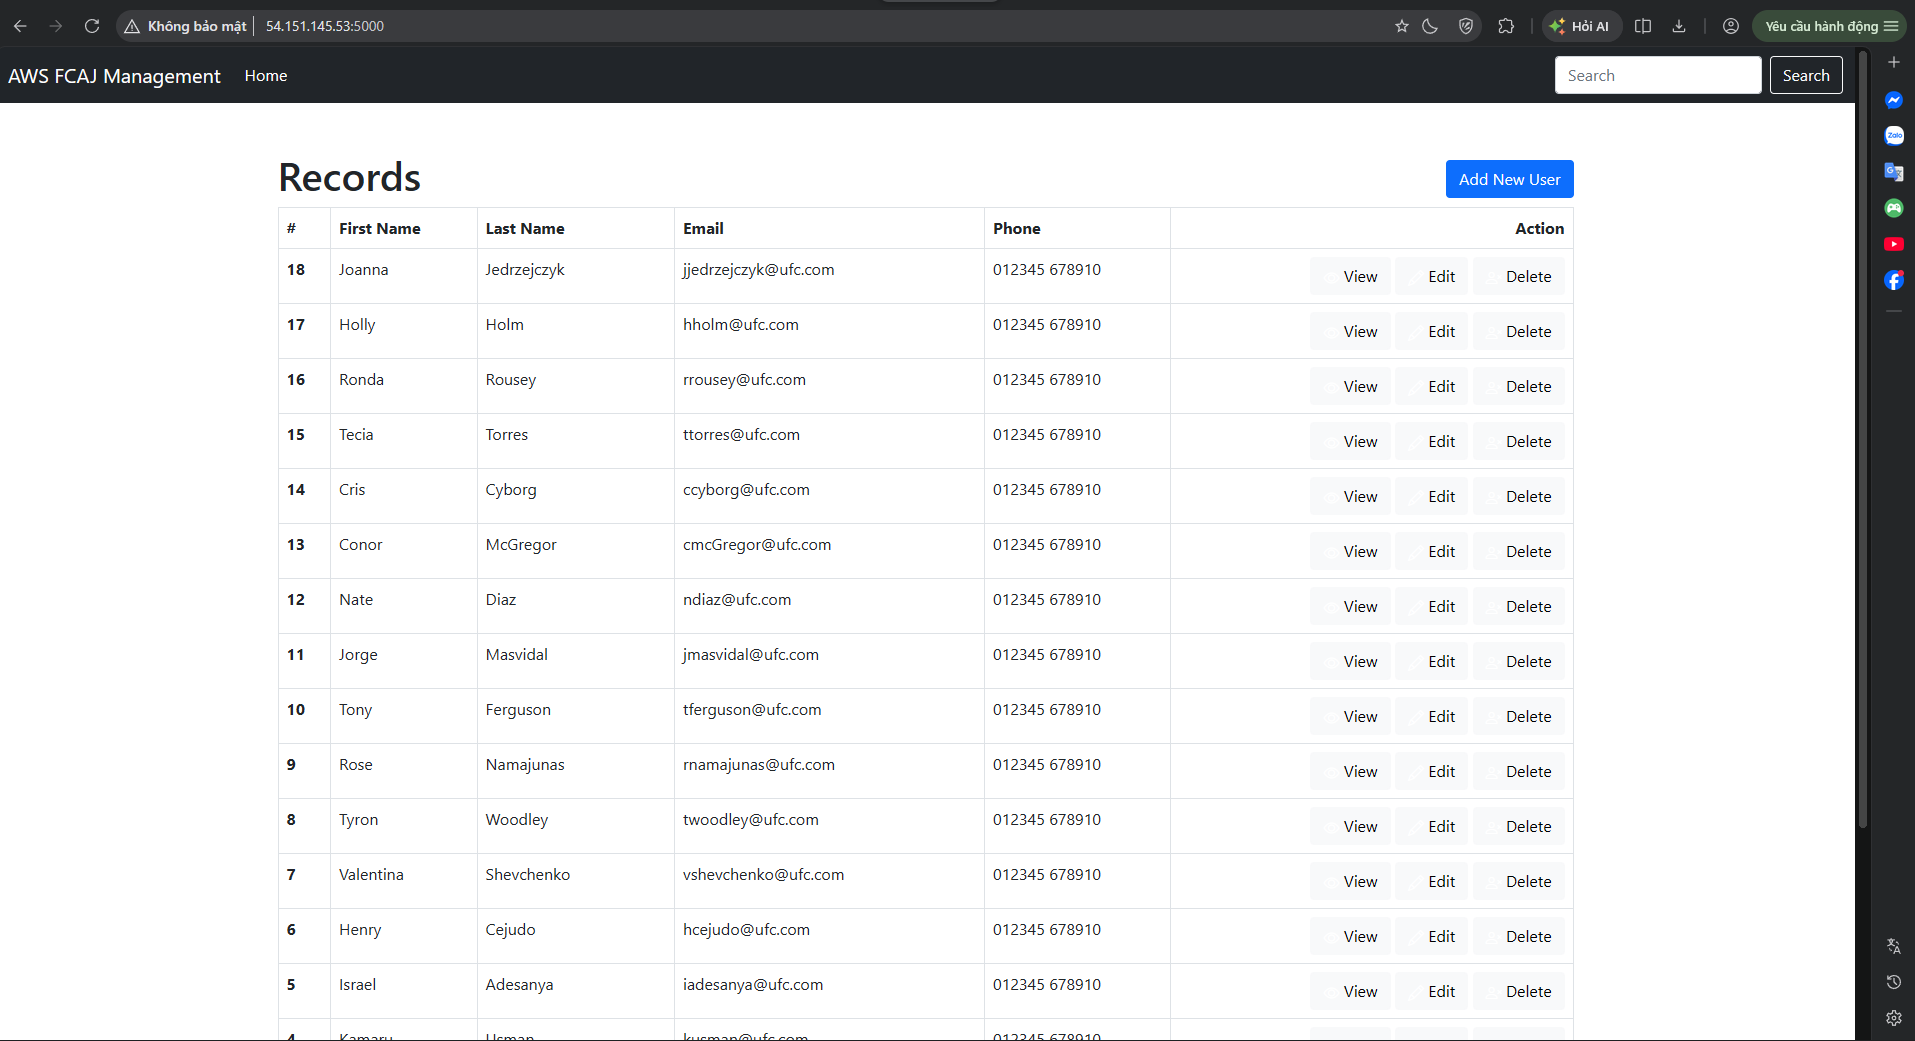 Không bảo mật 54.151.145.53:5000 Hỏi AI Yêu cầu hành động
AWS FCAJ Management Home Search Search
Records Add New User
# First Name Last Name Email Phone Action
18 Joanna Jedrzejczyk jjedrzejczyk@ufc.com 012345 678910 View Edit Delete
17 Holly Holm hholm@ufc.com 012345 678910 View Edit Delete
16 Ronda Rousey rrousey@ufc.com 012345 678910 View Edit Delete
15 Tecia Torres ttorres@ufc.com 012345 678910 View Edit Delete
14 Cris Cyborg ccyborg@ufc.com 012345 678910 View Edit Delete
13 Conor McGregor cmcGregor@ufc.com 012345 678910 View Edit Delete
12 Nate Diaz ndiaz@ufc.com 012345 678910 View Edit Delete
11 Jorge Masvidal jmasvidal@ufc.com 012345 678910 View Edit Delete
10 Tony Ferguson tferguson@ufc.com 012345 678910 View Edit Delete
9 Rose Namajunas rnamajunas@ufc.com 012345 678910 View Edit Delete
8 Tyron Woodley twoodley@ufc.com 012345 678910 View Edit Delete
7 Valentina Shevchenko vshevchenko@ufc.com 012345 678910 View Edit Delete
6 Henry Cejudo hcejudo@ufc.com 012345 678910 View Edit Delete
5 Israel Adesanya iadesanya@ufc.com 012345 678910 View Edit Delete
4 Kamaru Usman kusman@ufc.com 012345 678910